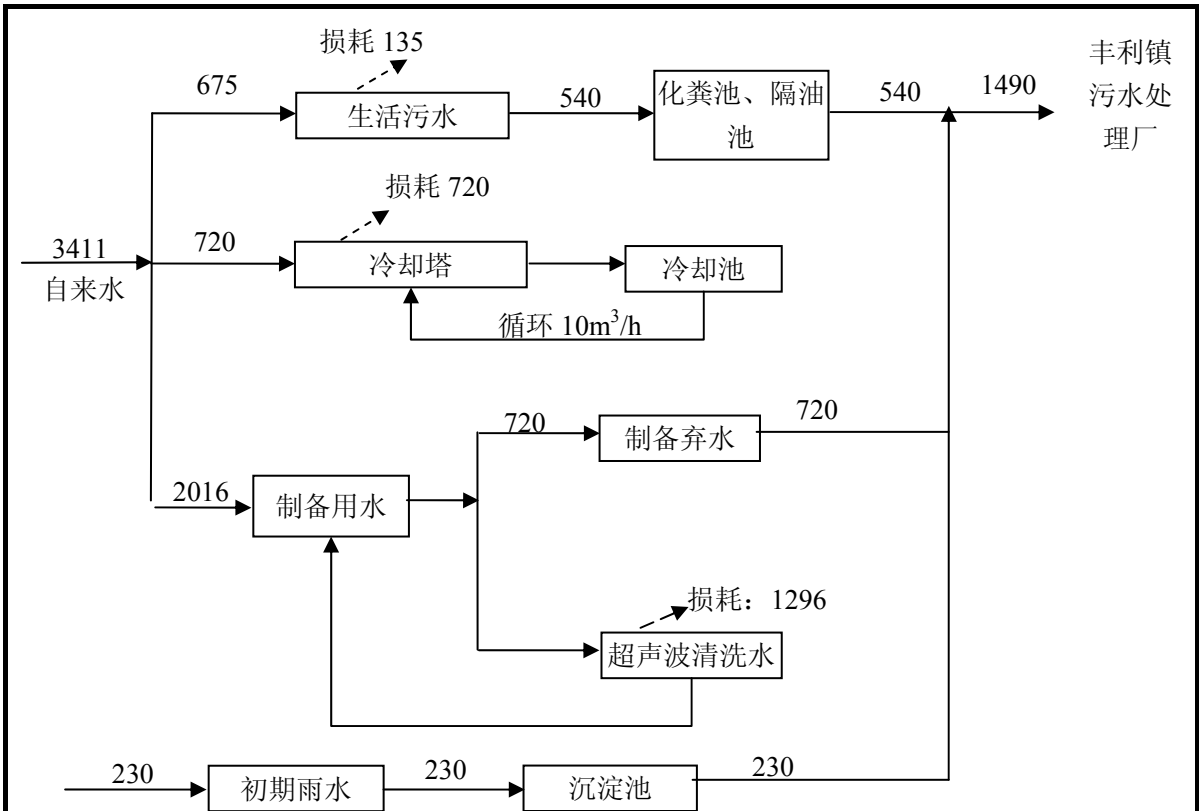 损耗 135
丰利镇
污水处
理厂
675
生活污水
540
化粪池、隔油
池
540
1490
损耗 720
3411
自来水
720
冷却塔
冷却池
循环 10m³/h
720
制备弃水
720
2016
制备用水
损耗：1296
超声波清洗水
230
初期雨水
230
沉淀池
230